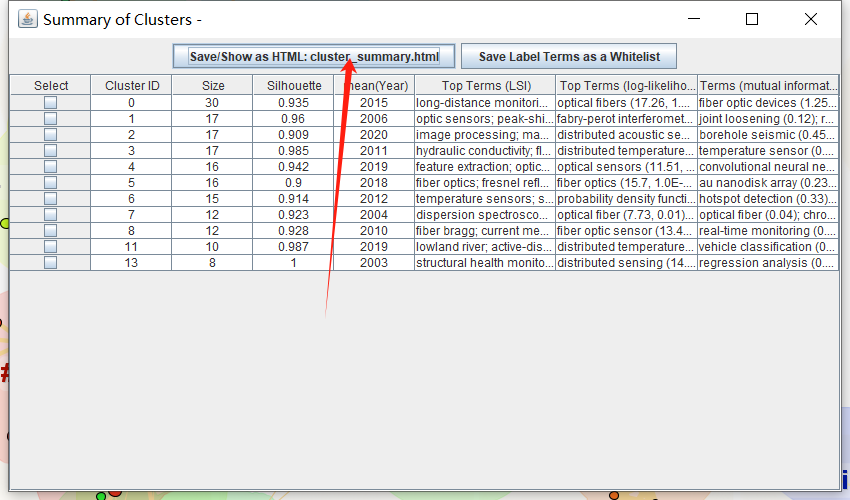 Summary of Clusters -
Save/Show as HTML: cluster_summary.html Save Label Terms as a Whitelist
Select Cluster ID Size Silhouette mean(Year) Top Terms (LSI) Top Terms (log-likeliho... Terms (mutual informat...
0 30 0.935 2015 long-distance monitori... optical fibers (17.26, 1.... fiber optic devices (1.25...
1 17 0.96 2006 optic sensors; peak-shi... fabry-perot interferomet... joint loosening (0.12); r...
2 17 0.909 2020 image processing; ma... distributed acoustic se... borehole seismic (0.45...
3 17 0.985 2011 hydraulic conductivity; fl... distributed temperature... temperature sensor (0....
4 16 0.942 2019 feature extraction; optic... optical sensors (11.51, ... convolutional neural ne...
5 16 0.9 2018 fiber optics; fresnel refl... fiber optics (15.7, 1.0E-... au nanodisk array (0.23...
6 15 0.914 2012 temperature sensors; s... probability density functi... hotspot detection (0.33)...
7 12 0.923 2004 dispersion spectrosco... optical fiber (7.73, 0.01)... optical fiber (0.04); chro...
8 12 0.928 2010 fiber bragg; current me... fiber optic sensor (13.4... real-time monitoring (0....
11 10 0.987 2019 lowland river; active-dis... distributed temperature... vehicle classification (0...
13 8 1 2003 structural health monito... distributed sensing (14.... regression analysis (0....
#
i